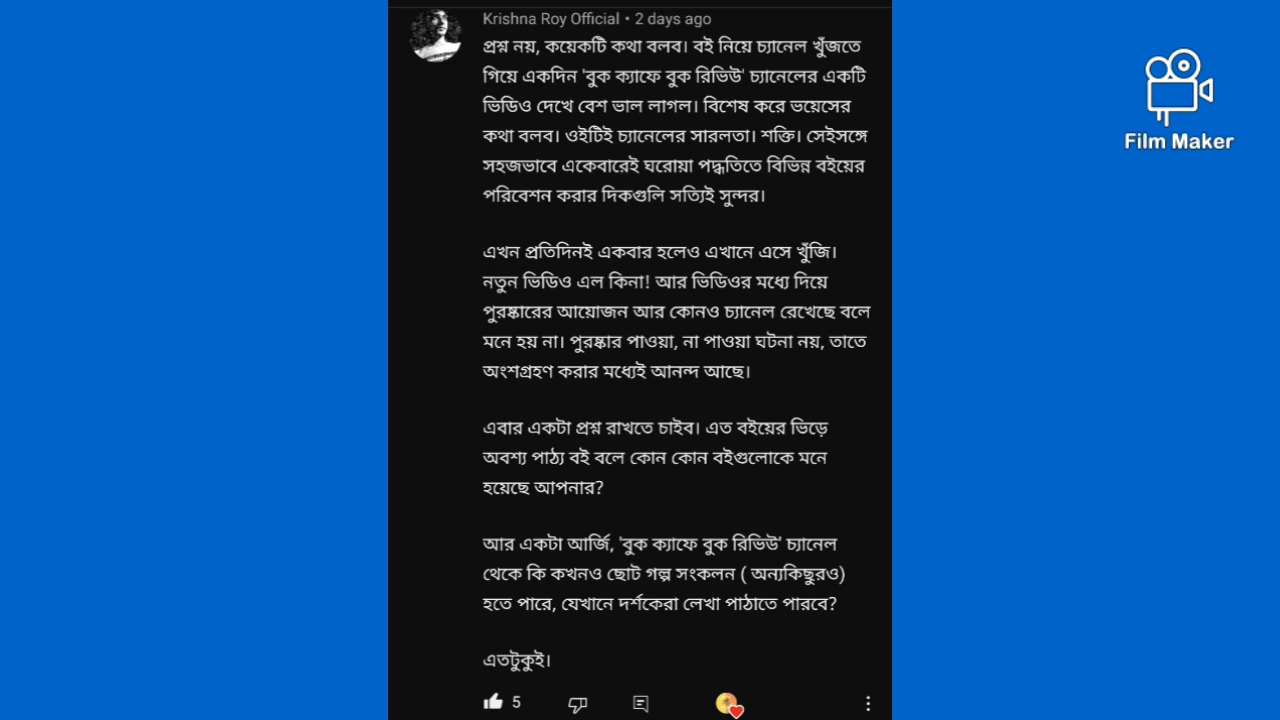 Krishna Roy Official • 2 days ago
প্রশ্ন নয়, কয়েকটি কথা বলব। বই নিয়ে চ্যানেল খুঁজতে
গিয়ে একদিন 'বুক ক্যাফে বুক রিভিউ' চ্যানেলের একটি
ভিডিও দেখে বেশ ভাল লাগল। বিশেষ করে ভয়েসের
কথা বলব। ওইটিই চ্যানেলের সারলতা। শক্তি। সেইসঙ্গে
সহজভাবে একেবারেই ঘরোয়া পদ্ধতিতে বিভিন্ন বইয়ের
পরিবেশন করার দিকগুলি সত্যিই সুন্দর।
এখন প্রতিদিনই একবার হলেও এখানে এসে খুঁজি।
নতুন ভিডিও এল কিনা! আর ভিডিওর মধ্যে দিয়ে
পুরষ্কারের আয়োজন আর কোনও চ্যানেল রেখেছে বলে
মনে হয় না। পুরষ্কার পাওয়া, না পাওয়া ঘটনা নয়, তাতে
অংশগ্রহণ করার মধ্যেই আনন্দ আছে।
এবার একটা প্রশ্ন রাখতে চাইব। এত বইয়ের ভিড়ে
অবশ্য পাঠ্য বই বলে কোন কোন বইগুলোকে মনে
হয়েছে আপনার?
আর একটা আর্জি, 'বুক ক্যাফে বুক রিভিউ' চ্যানেল
থেকে কি কখনও ছোট গল্প সংকলন ( অন্যকিছুরও)
হতে পারে, যেখানে দর্শকেরা লেখা পাঠাতে পারবে?
এতটুকুই।
5
Film Maker